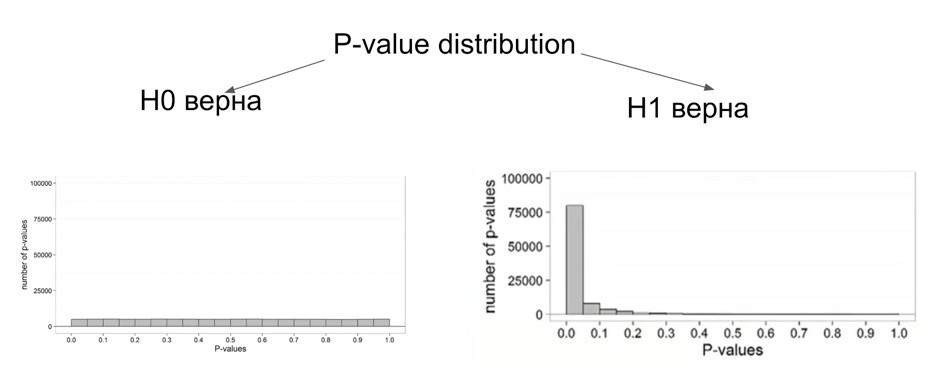 P-value distribution
H0 верна
H1 верна
number of p-values
100000
75000
50000
25000
0
0.0 0.1 0.2 0.3 0.4 0.5 0.6 0.7 0.8 0.9 1.0
P-values
number of p-values
100000
75000
50000
25000
0
0.0 0.1 0.2 0.3 0.4 0.5 0.6 0.7 0.8 0.9 1.0
P-values